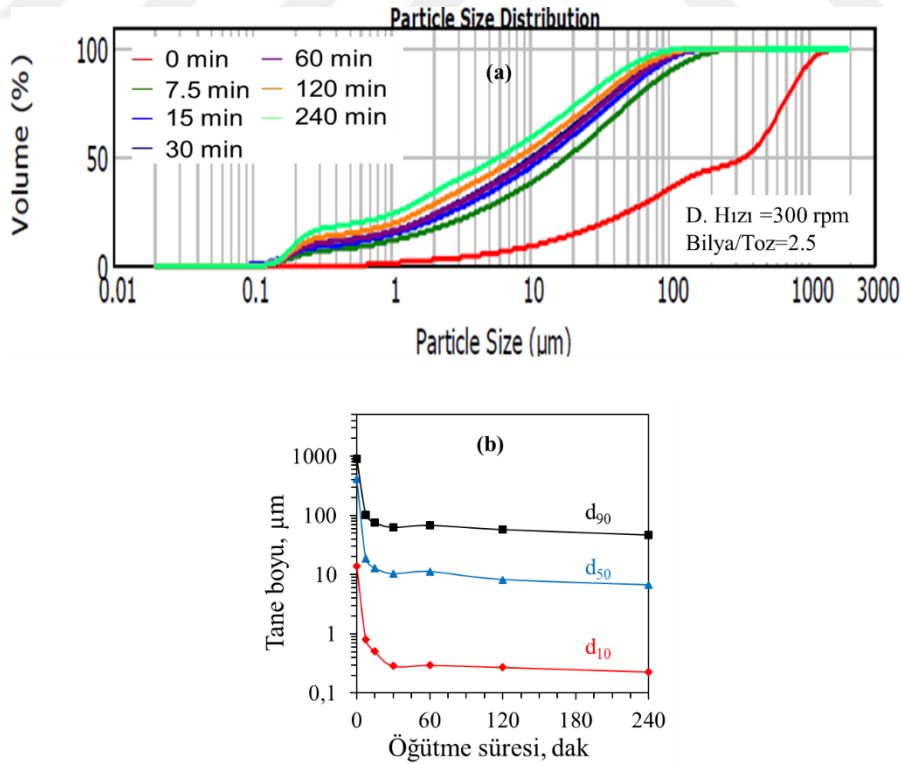 Particle Size Distribution
Volume (%)
100
50
0
0 min
7.5 min
15 min
30 min
60 min
120 min
240 min
(a)
D. Hızı =300 rpm
Bilya/Toz=2.5
0.01 0.1 1 10 100 1000 3000
Particle Size (μm)
(b)
Tane boyu, μm
1000
100
10
1
0,1
d90
d50
d10
0 60 120 180 240
Öğütme süresi, dak